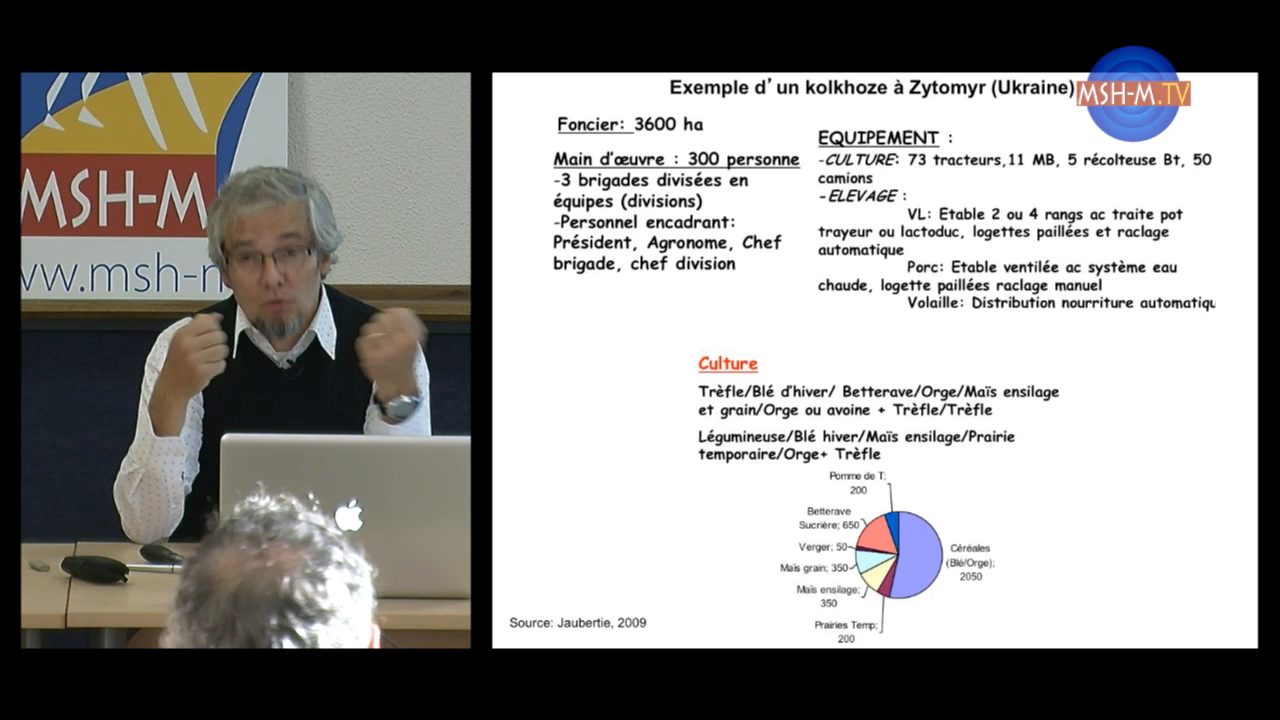 MSH-M
ww.msh-m
MSH-M.TV
Exemple d'un kolkhoze à Zytomyr (Ukraine)
Foncier: 3600 ha
Main d'œuvre : 300 personne
-3 brigades divisées en
équipes (divisions)
-Personnel encadrant:
Président, Agronome, Chef
brigade, chef division
EQUIPEMENT :
-CULTURE: 73 tracteurs,11 MB, 5 récolteuse Bt, 50
camions
-ELEVAGE :
VL: Etable 2 ou 4 rangs ac traite pot
trayeur ou lactoduc, logettes paillées et raclage
automatique
Porc: Etable ventilée ac système eau
chaude, logette paillées raclage manuel
Volaille: Distribution nourriture automatiqu
Culture
Trèfle/Blé d'hiver/ Betterave/Orge/Maïs ensilage
et grain/Orge ou avoine + Trèfle/Trèfle
Légumineuse/Blé hiver/Maïs ensilage/Prairie
temporaire/Orge+ Trèfle
Pomme de T;
200
Betterave
Sucrière; 650
Verger; 50
Maïs grain; 350
Maïs ensilage;
350
Prairies Temp;
200
Céréales
(Blé/Orge);
2050
Source: Jaubertie, 2009